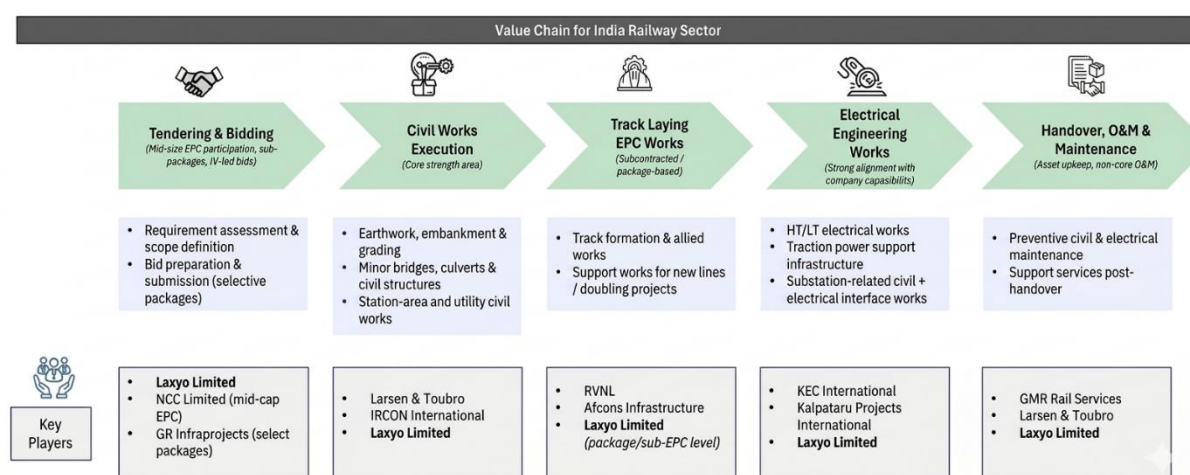 Value Chain for India Railway Sector
Tendering & Bidding
(Mid-size EPC participation, sub-
packages, IV-led bids)
Civil Works
Execution
(Core strength area)
Track Laying
EPC Works
(Subcontracted /
package-based)
Electrical
Engineering
Works
(Strong alignment with
company capasibilities)
Handover, O&M &
Maintenance
(Asset upkeep, non-core O&M)
• Requirement assessment &
scope definition
• Bid preparation &
submission (selective
packages)
• Earthwork, embankment &
grading
• Minor bridges, culverts &
civil structures
• Station-area and utility civil
works
• Track formation & allied
works
• Support works for new lines
/ doubling projects
• HT/LT electrical works
• Traction power support
infrastructure
• Substation-related civil +
electrical interface works
• Preventive civil & electrical
maintenance
• Support services post-
handover
Key
Players
• Laxyo Limited
• NCC Limited (mid-cap
EPC)
• GR Infraprojects (select
packages)
• Larsen & Toubro
• IRCON International
• Laxyo Limited
• RVNL
• Afcons Infrastructure
• Laxyo Limited
(package/sub-EPC level)
• KEC International
• Kalpataru Projects
International
• Laxyo Limited
• GMR Rail Services
• Larsen & Toubro
• Laxyo Limited